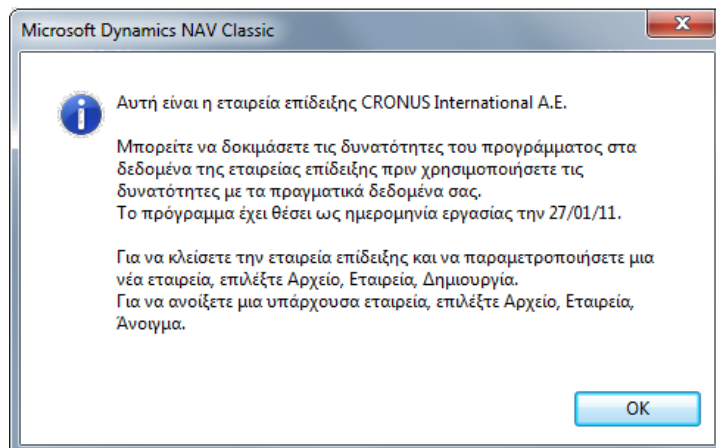 Microsoft Dynamics NAV Classic
Αυτή είναι η εταιρεία επίδειξης CRONUS International Α.Ε.
Μπορείτε να δοκιμάσετε τις δυνατότητες του προγράμματος στα
δεδομένα της εταιρείας επίδειξης πριν χρησιμοποιήσετε τις
δυνατότητες με τα πραγματικά δεδομένα σας.
Το πρόγραμμα έχει θέσει ως ημερομηνία εργασίας την 27/01/11.
Για να κλείσετε την εταιρεία επίδειξης και να παραμετροποιήσετε μια
νέα εταιρεία, επιλέξτε Αρχείο, Εταιρεία, Δημιουργία.
Για να ανοίξετε μια υπάρχουσα εταιρεία, επιλέξτε Αρχείο, Εταιρεία,
Άνοιγμα.
OK